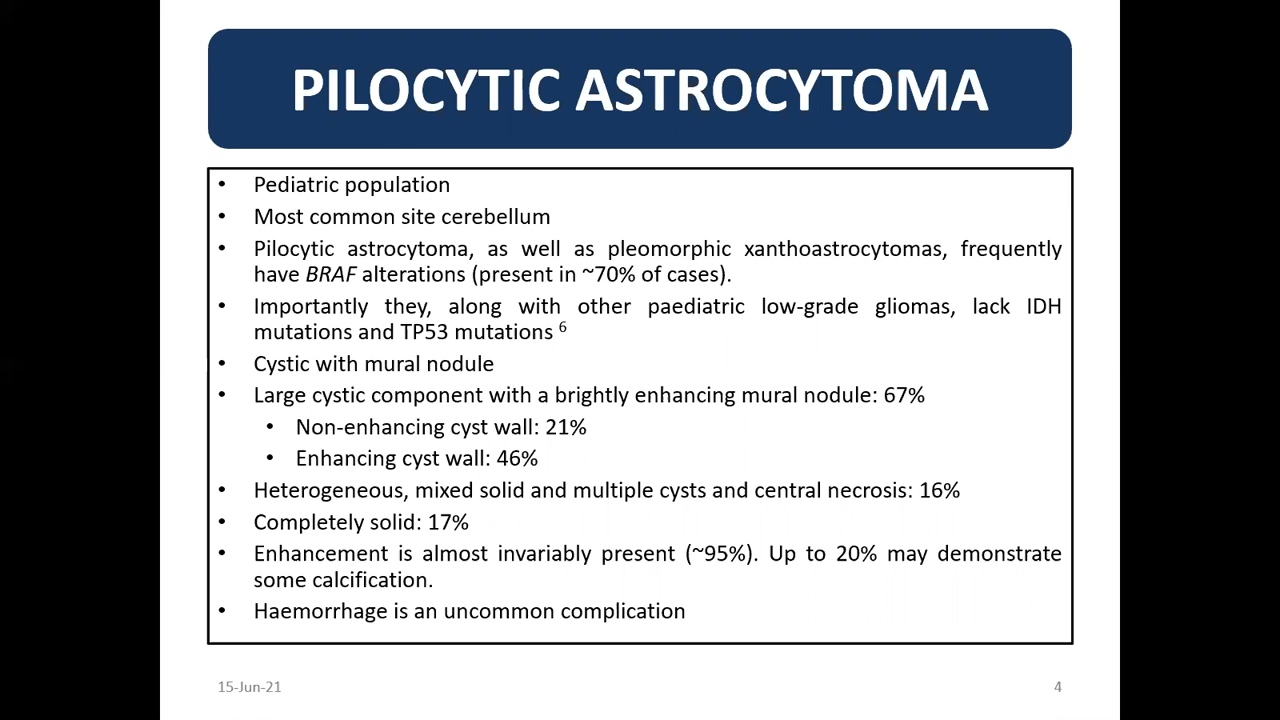 PILOCYTIC ASTROCYTOMA
• Pediatric population
• Most common site cerebellum
• Pilocytic astrocytoma, as well as pleomorphic xanthoastrocytomas, frequently
have BRAF alterations (present in ~70% of cases).
• Importantly they, along with other paediatric low-grade gliomas, lack IDH
mutations and TP53 mutations 6
• Cystic with mural nodule
• Large cystic component with a brightly enhancing mural nodule: 67%
• Non-enhancing cyst wall: 21%
• Enhancing cyst wall: 46%
• Heterogeneous, mixed solid and multiple cysts and central necrosis: 16%
• Completely solid: 17%
• Enhancement is almost invariably present (~95%). Up to 20% may demonstrate
some calcification.
• Haemorrhage is an uncommon complication
15-Jun-21
4